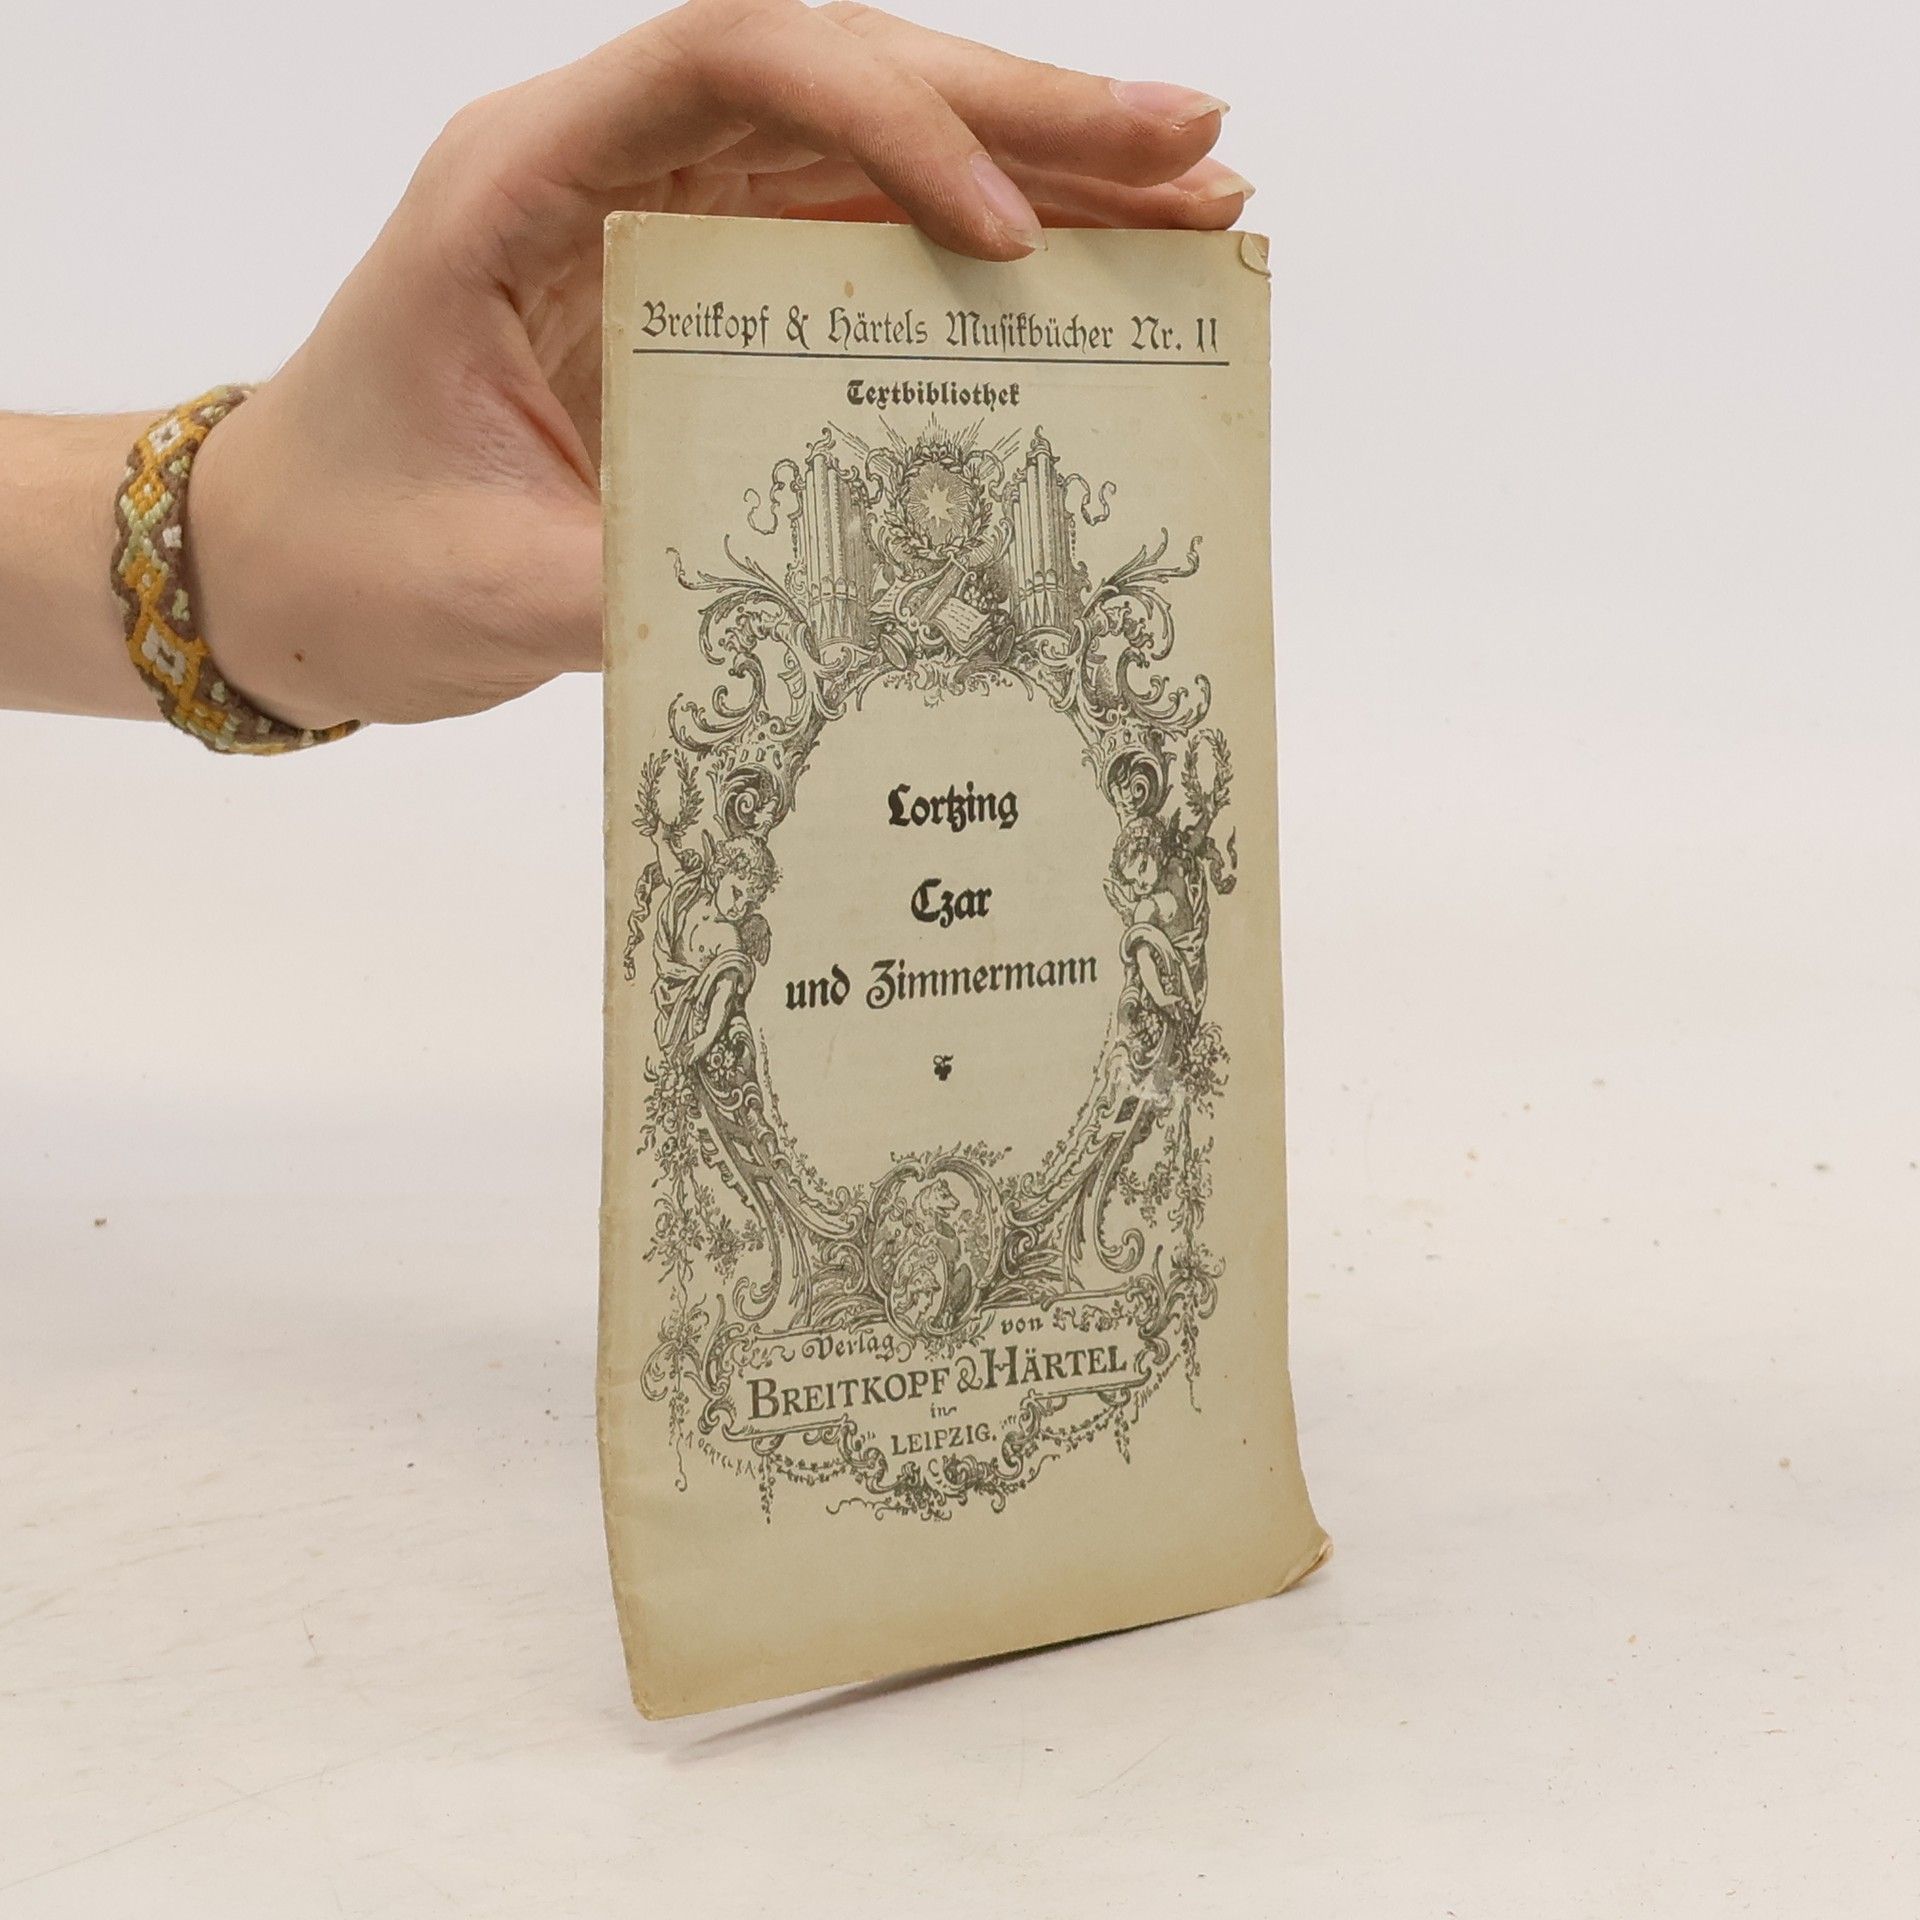 Breitkopf & Härtels Musikbücher Nr. 11
Textbibliothek
Lortzing
Czar
und Zimmermann
Verlag von
BREITKOPF & HÄRTEL
in
LEIPZIG.